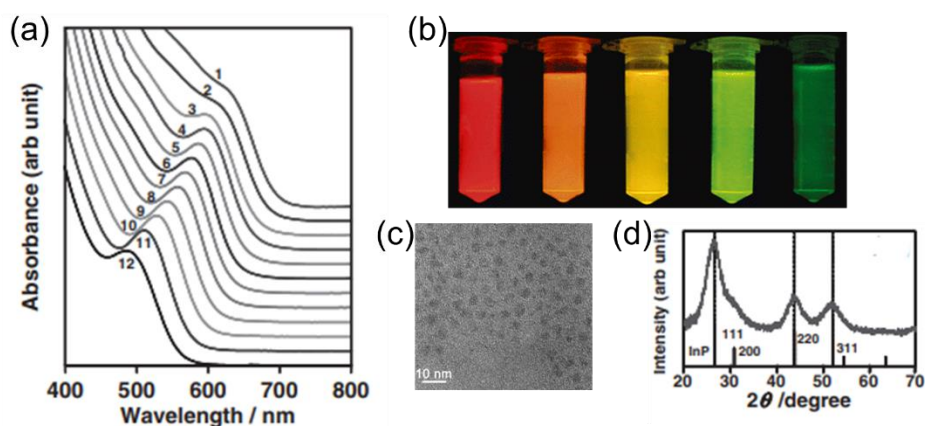 (a)
Absorbance (arb unit)
1
2
3
4
5
6
7
8
9
10
11
12
400 500 600 700 800
Wavelength / nm
(b)
(c)
10 nm
(d)
Intensity (arb unit)
InP
111
200
220
311
20 30 40 50 60 70
2θ /degree